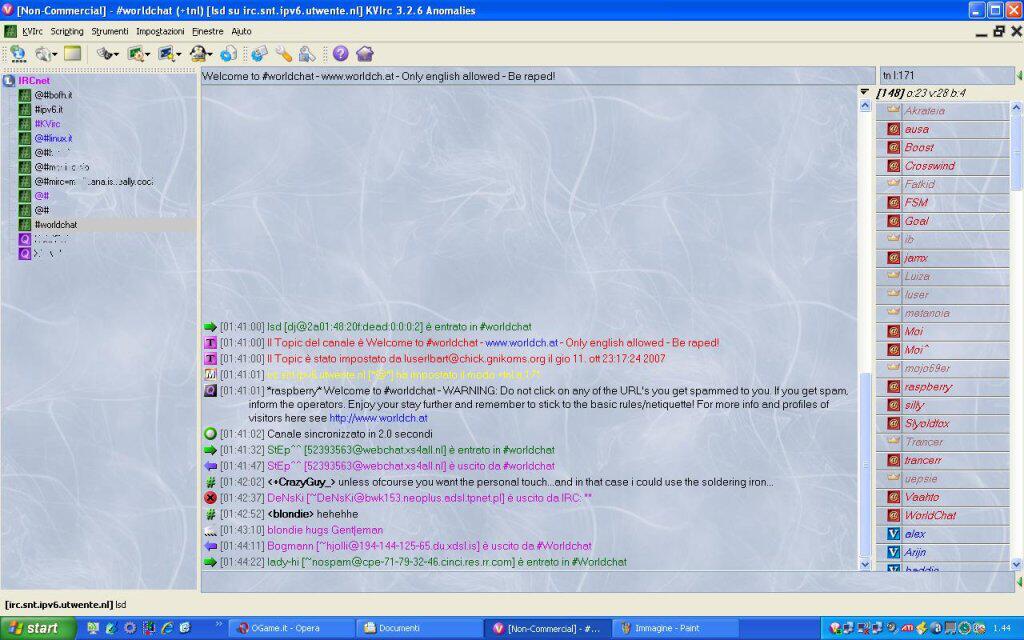 [Non-Commercial] - #worldchat (+tnl) [lsd su irc.snt.ipv6.utwente.nl] KVIrc 3.2.6 Anomalies
KVIrc Scripting Strumenti Impostazioni Finestre Aiuto
IRCnet
@#bofh.it
#ipv6.it
#KVirc
@#linux.it
@#
@#
@#
@#
#worldchat
Welcome to #worldchat - www.worldch.at - Only english allowed - Be raped!
tn l:171
[148] o:23 v:28 b:4
Akrateia
ausa
Boost
Crosswind
Fatkid
FSM
Goal
ib
jamx
Luiza
luser
metanoia
Moi
Moi^
mojo69er
raspberry
silly
Slyoldfox
Trancer
trancerr
uepsie
Vaahto
WorldChat
alex
Arijn
[01:41:00] lsd [dj@2a01:48:20f:dead:0:0:0:2] è entrato in #worldchat
[01:41:00] Il Topic del canale è Welcome to #worldchat - www.worldch.at - Only english allowed - Be raped!
[01:41:00] Il Topic è stato impostato da luser!bart@chick.gnikoms.org il gio 11. ott 23:17:24 2007
[01:41:01] irc.snt.ipv6.utwente.nl [*@*] ha impostato il modo +tnl 171
[01:41:01] *raspberry* Welcome to #worldchat - WARNING: Do not click on any of the URL's you get spammed to you. If you get spam,
inform the operators. Enjoy your stay further and remember to stick to the basic rules/netiquette! For more info and profiles of
visitors here see http://www.worldch.at
[01:41:02] Canale sincronizzato in 2.0 secondi
[01:41:32] StEp^^ [52393563@webchat.xs4all.nl] è entrato in #worldchat
[01:41:47] StEp^^ [52393563@webchat.xs4all.nl] è uscito da #worldchat
[01:42:02] <+CrazyGuy_> unless ofcourse you want the personal touch...and in that case i could use the soldering iron...
[01:42:37] DeNsKi [~DeNsKi@bwk153.neoplus.adsl.tpnet.pl] è uscito da IRC: ""
[01:42:52] <blondie> hehehhe
[01:43:10] blondie hugs Gent|eman
[01:44:11] Bogmann [~hjolli@194-144-125-65.du.xdsl.is] è uscito da #Worldchat
[01:44:22] lady-hi [~nospam@cpe-71-79-32-46.cinci.res.rr.com] è entrato in #Worldchat
[irc.snt.ipv6.utwente.nl] lsd
start OGame.it - Opera Documenti [Non-Commercial] - #... Immagine - Paint 1.44